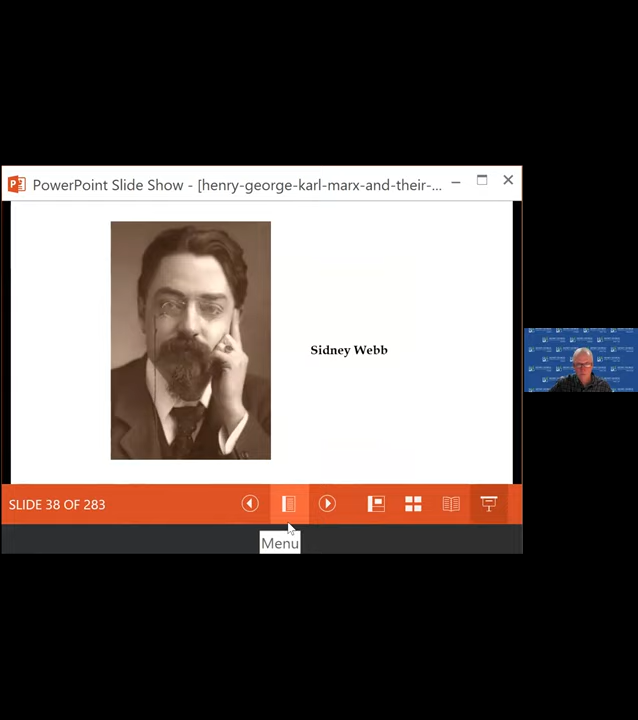 PowerPoint Slide Show - [henry-george-karl-marx-and-their-...
Sidney Webb
SLIDE 38 OF 283
Menu